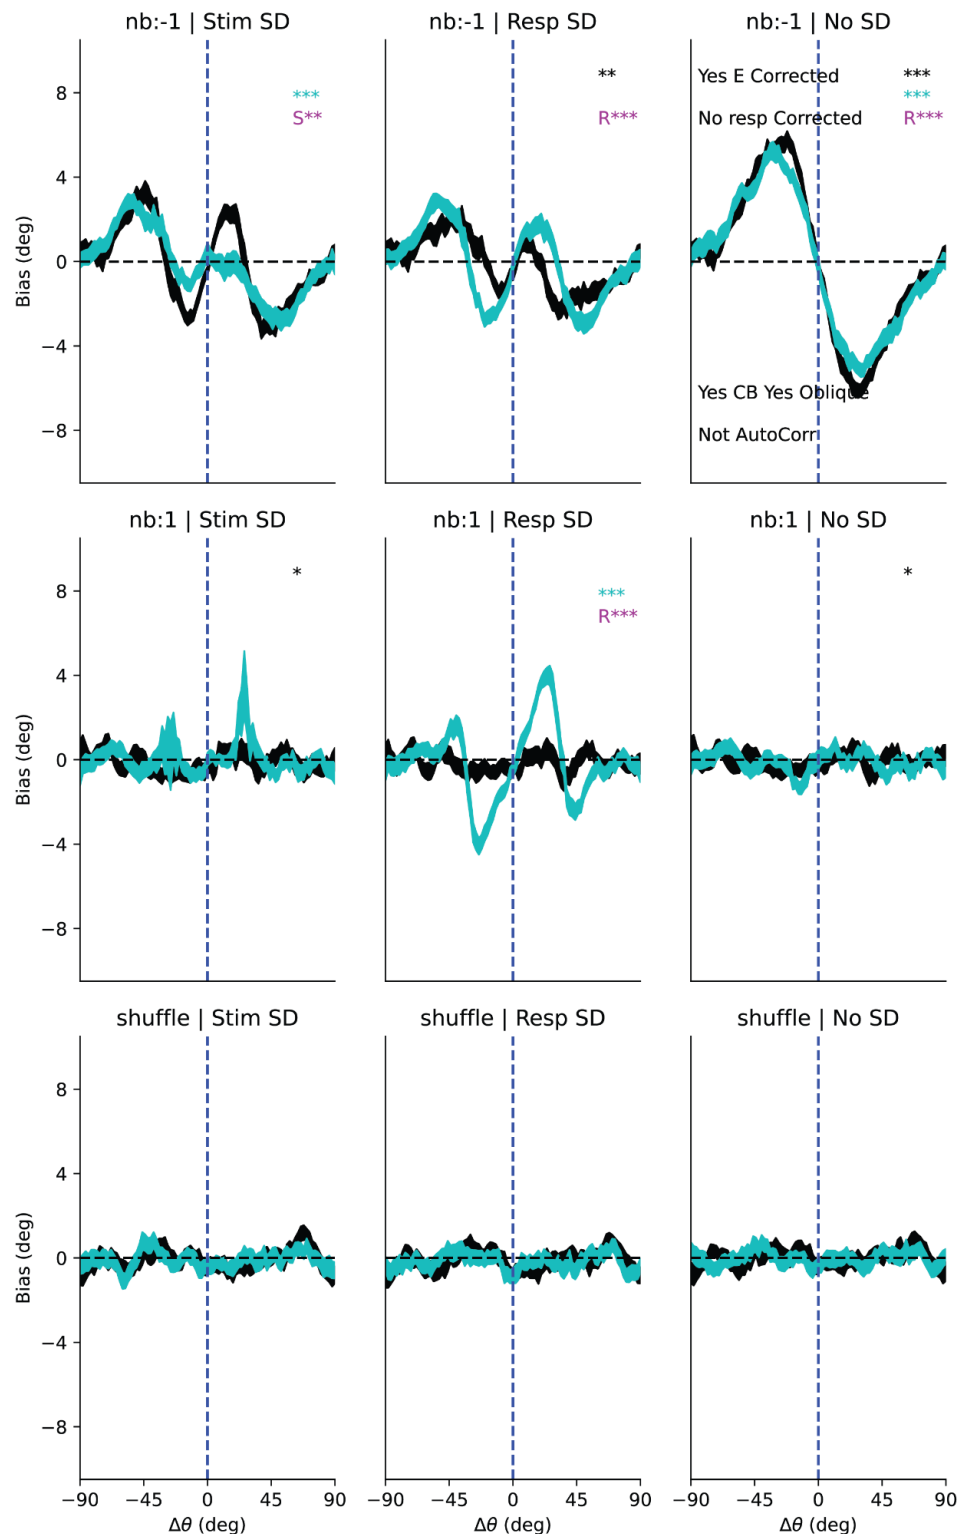 nb:-1 | Stim SD
nb:-1 | Resp SD
nb:-1 | No SD
Bias (deg)
8
4
0
−4
−8
***
S**
**
R***
Yes E Corrected
***
***
No resp Corrected
R***
Yes CB Yes Oblique
Not AutoCorr
nb:1 | Stim SD
nb:1 | Resp SD
nb:1 | No SD
Bias (deg)
8
4
0
−4
−8
*
***
R***
*
shuffle | Stim SD
shuffle | Resp SD
shuffle | No SD
Bias (deg)
8
4
0
−4
−8
−90 −45 0 45 90
Δθ (deg)
−90 −45 0 45 90
Δθ (deg)
−90 −45 0 45 90
Δθ (deg)